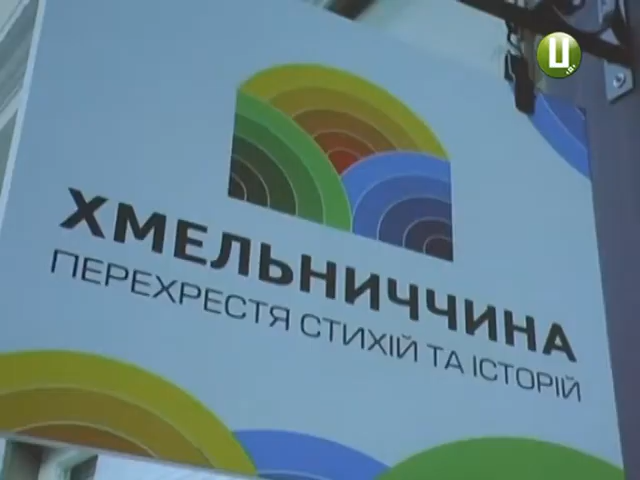 Ц
ХМЕЛЬНИЧЧИНА
ПЕРЕХРЕСТЯ СТИХІЙ ТА ІСТОРІЙ